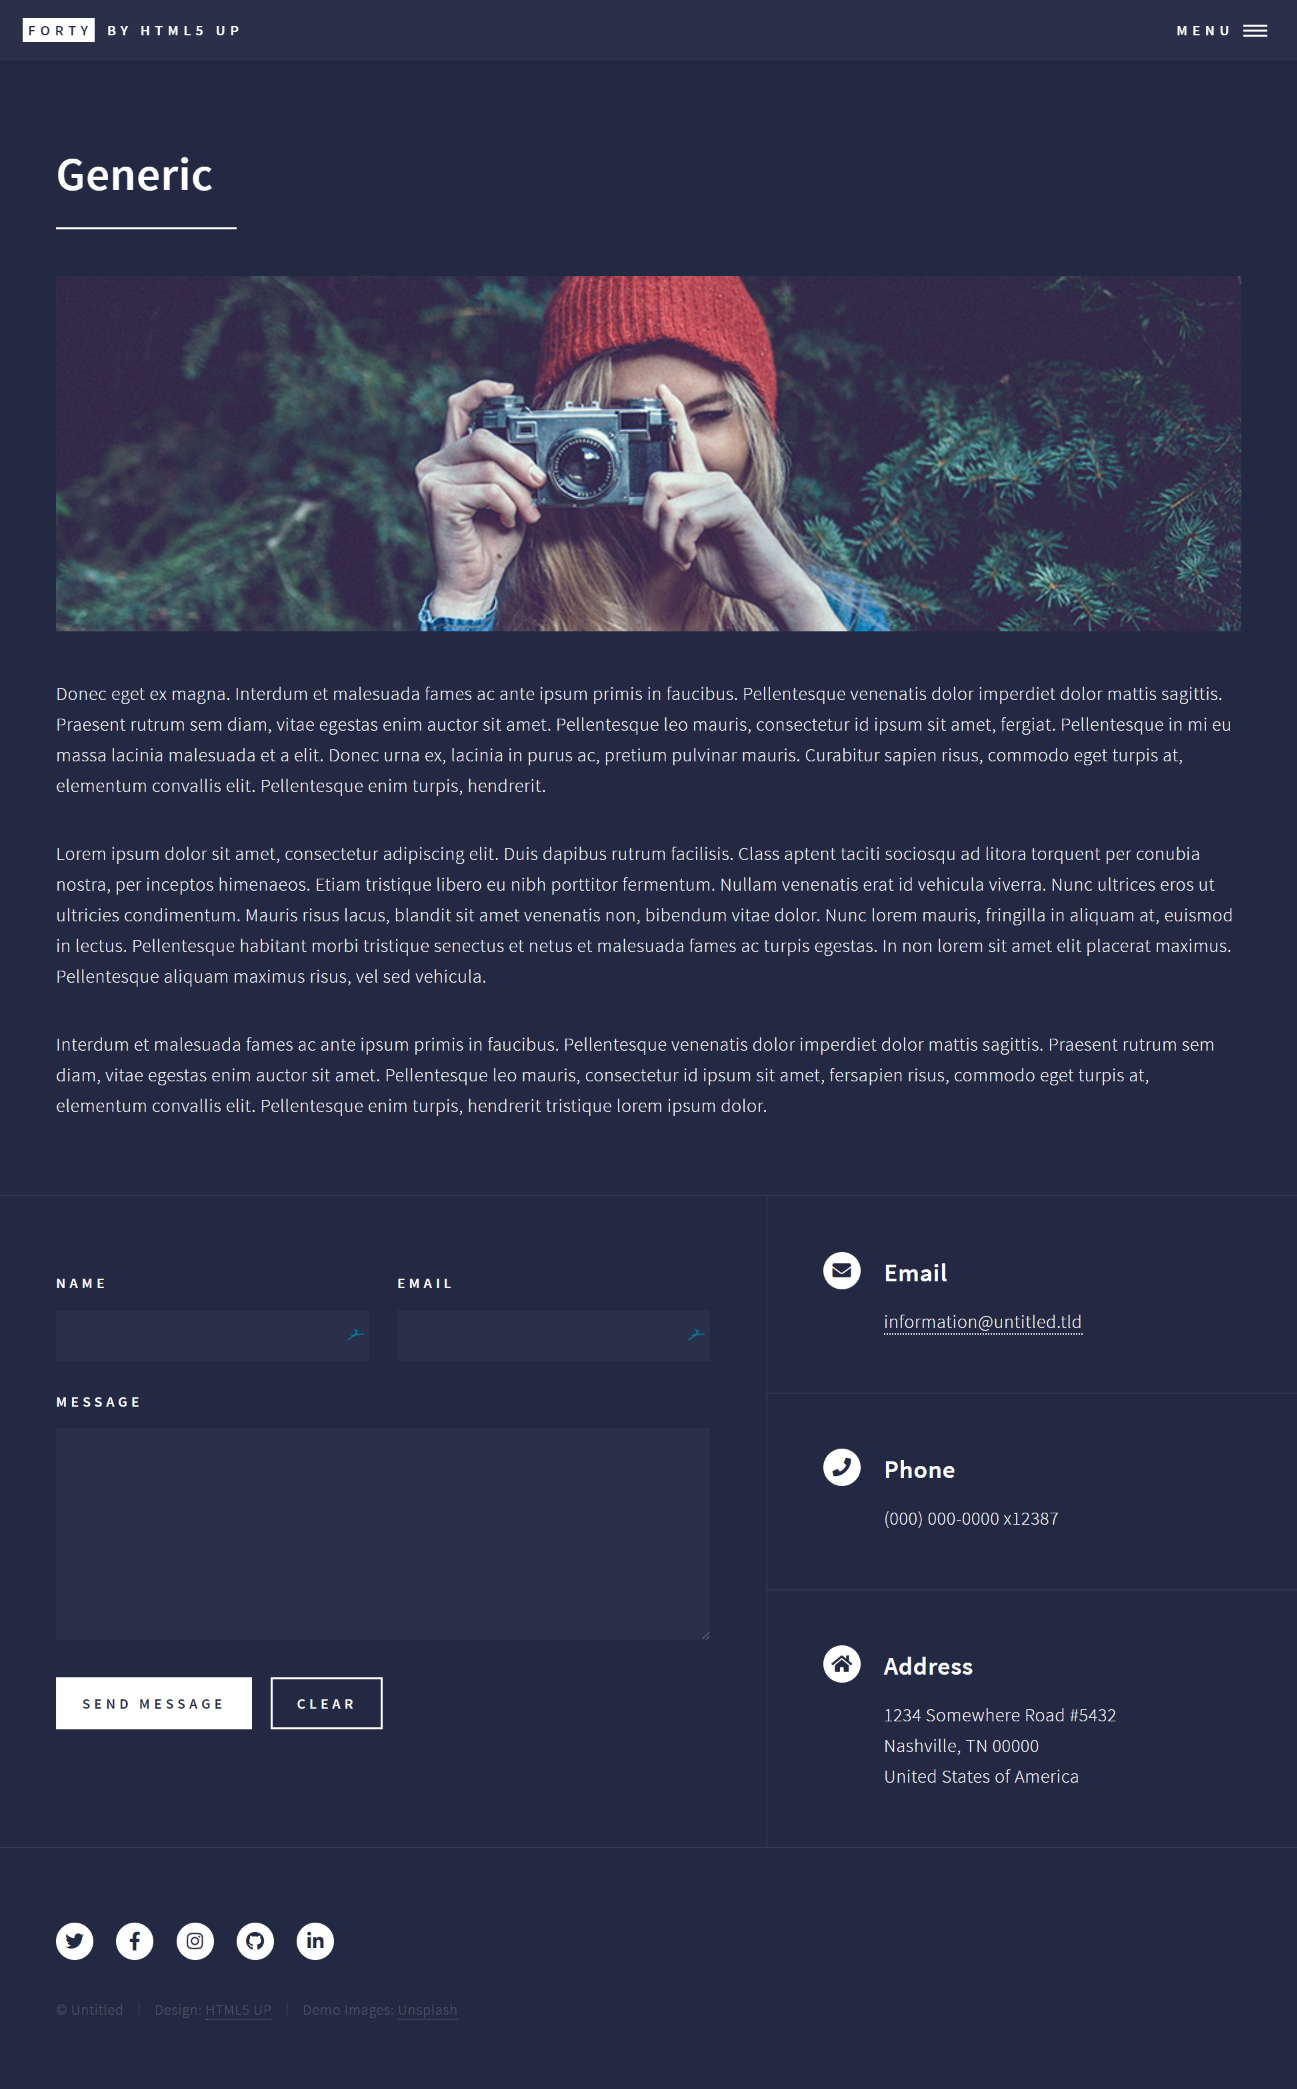 FORTY BY HTML5 UP
MENU
Generic
Donec eget ex magna. Interdum et malesuada fames ac ante ipsum primis in faucibus. Pellentesque venenatis dolor imperdiet dolor mattis sagittis.
Praesent rutrum sem diam, vitae egestas enim auctor sit amet. Pellentesque leo mauris, consectetur id ipsum sit amet, fergiat. Pellentesque in mi eu
massa lacinia malesuada et a elit. Donec urna ex, lacinia in purus ac, pretium pulvinar mauris. Curabitur sapien risus, commodo eget turpis at,
elementum convallis elit. Pellentesque enim turpis, hendrerit.
Lorem ipsum dolor sit amet, consectetur adipiscing elit. Duis dapibus rutrum facilisis. Class aptent taciti sociosqu ad litora torquent per conubia
nostra, per inceptos himenaeos. Etiam tristique libero eu nibh porttitor fermentum. Nullam venenatis erat id vehicula viverra. Nunc ultrices eros ut
ultricies condimentum. Mauris risus lacus, blandit sit amet venenatis non, bibendum vitae dolor. Nunc lorem mauris, fringilla in aliquam at, euismod
in lectus. Pellentesque habitant morbi tristique senectus et netus et malesuada fames ac turpis egestas. In non lorem sit amet elit placerat maximus.
Pellentesque aliquam maximus risus, vel sed vehicula.
Interdum et malesuada fames ac ante ipsum primis in faucibus. Pellentesque venenatis dolor imperdiet dolor mattis sagittis. Praesent rutrum sem
diam, vitae egestas enim auctor sit amet. Pellentesque leo mauris, consectetur id ipsum sit amet, fersapien risus, commodo eget turpis at,
elementum convallis elit. Pellentesque enim turpis, hendrerit tristique lorem ipsum dolor.
NAME
EMAIL
MESSAGE
SEND MESSAGE
CLEAR
Email
information@untitled.tld
Phone
(000) 000-0000 x12387
Address
1234 Somewhere Road #5432
Nashville, TN 00000
United States of America
© Untitled
Design: HTML5 UP
Demo Images: Unsplash